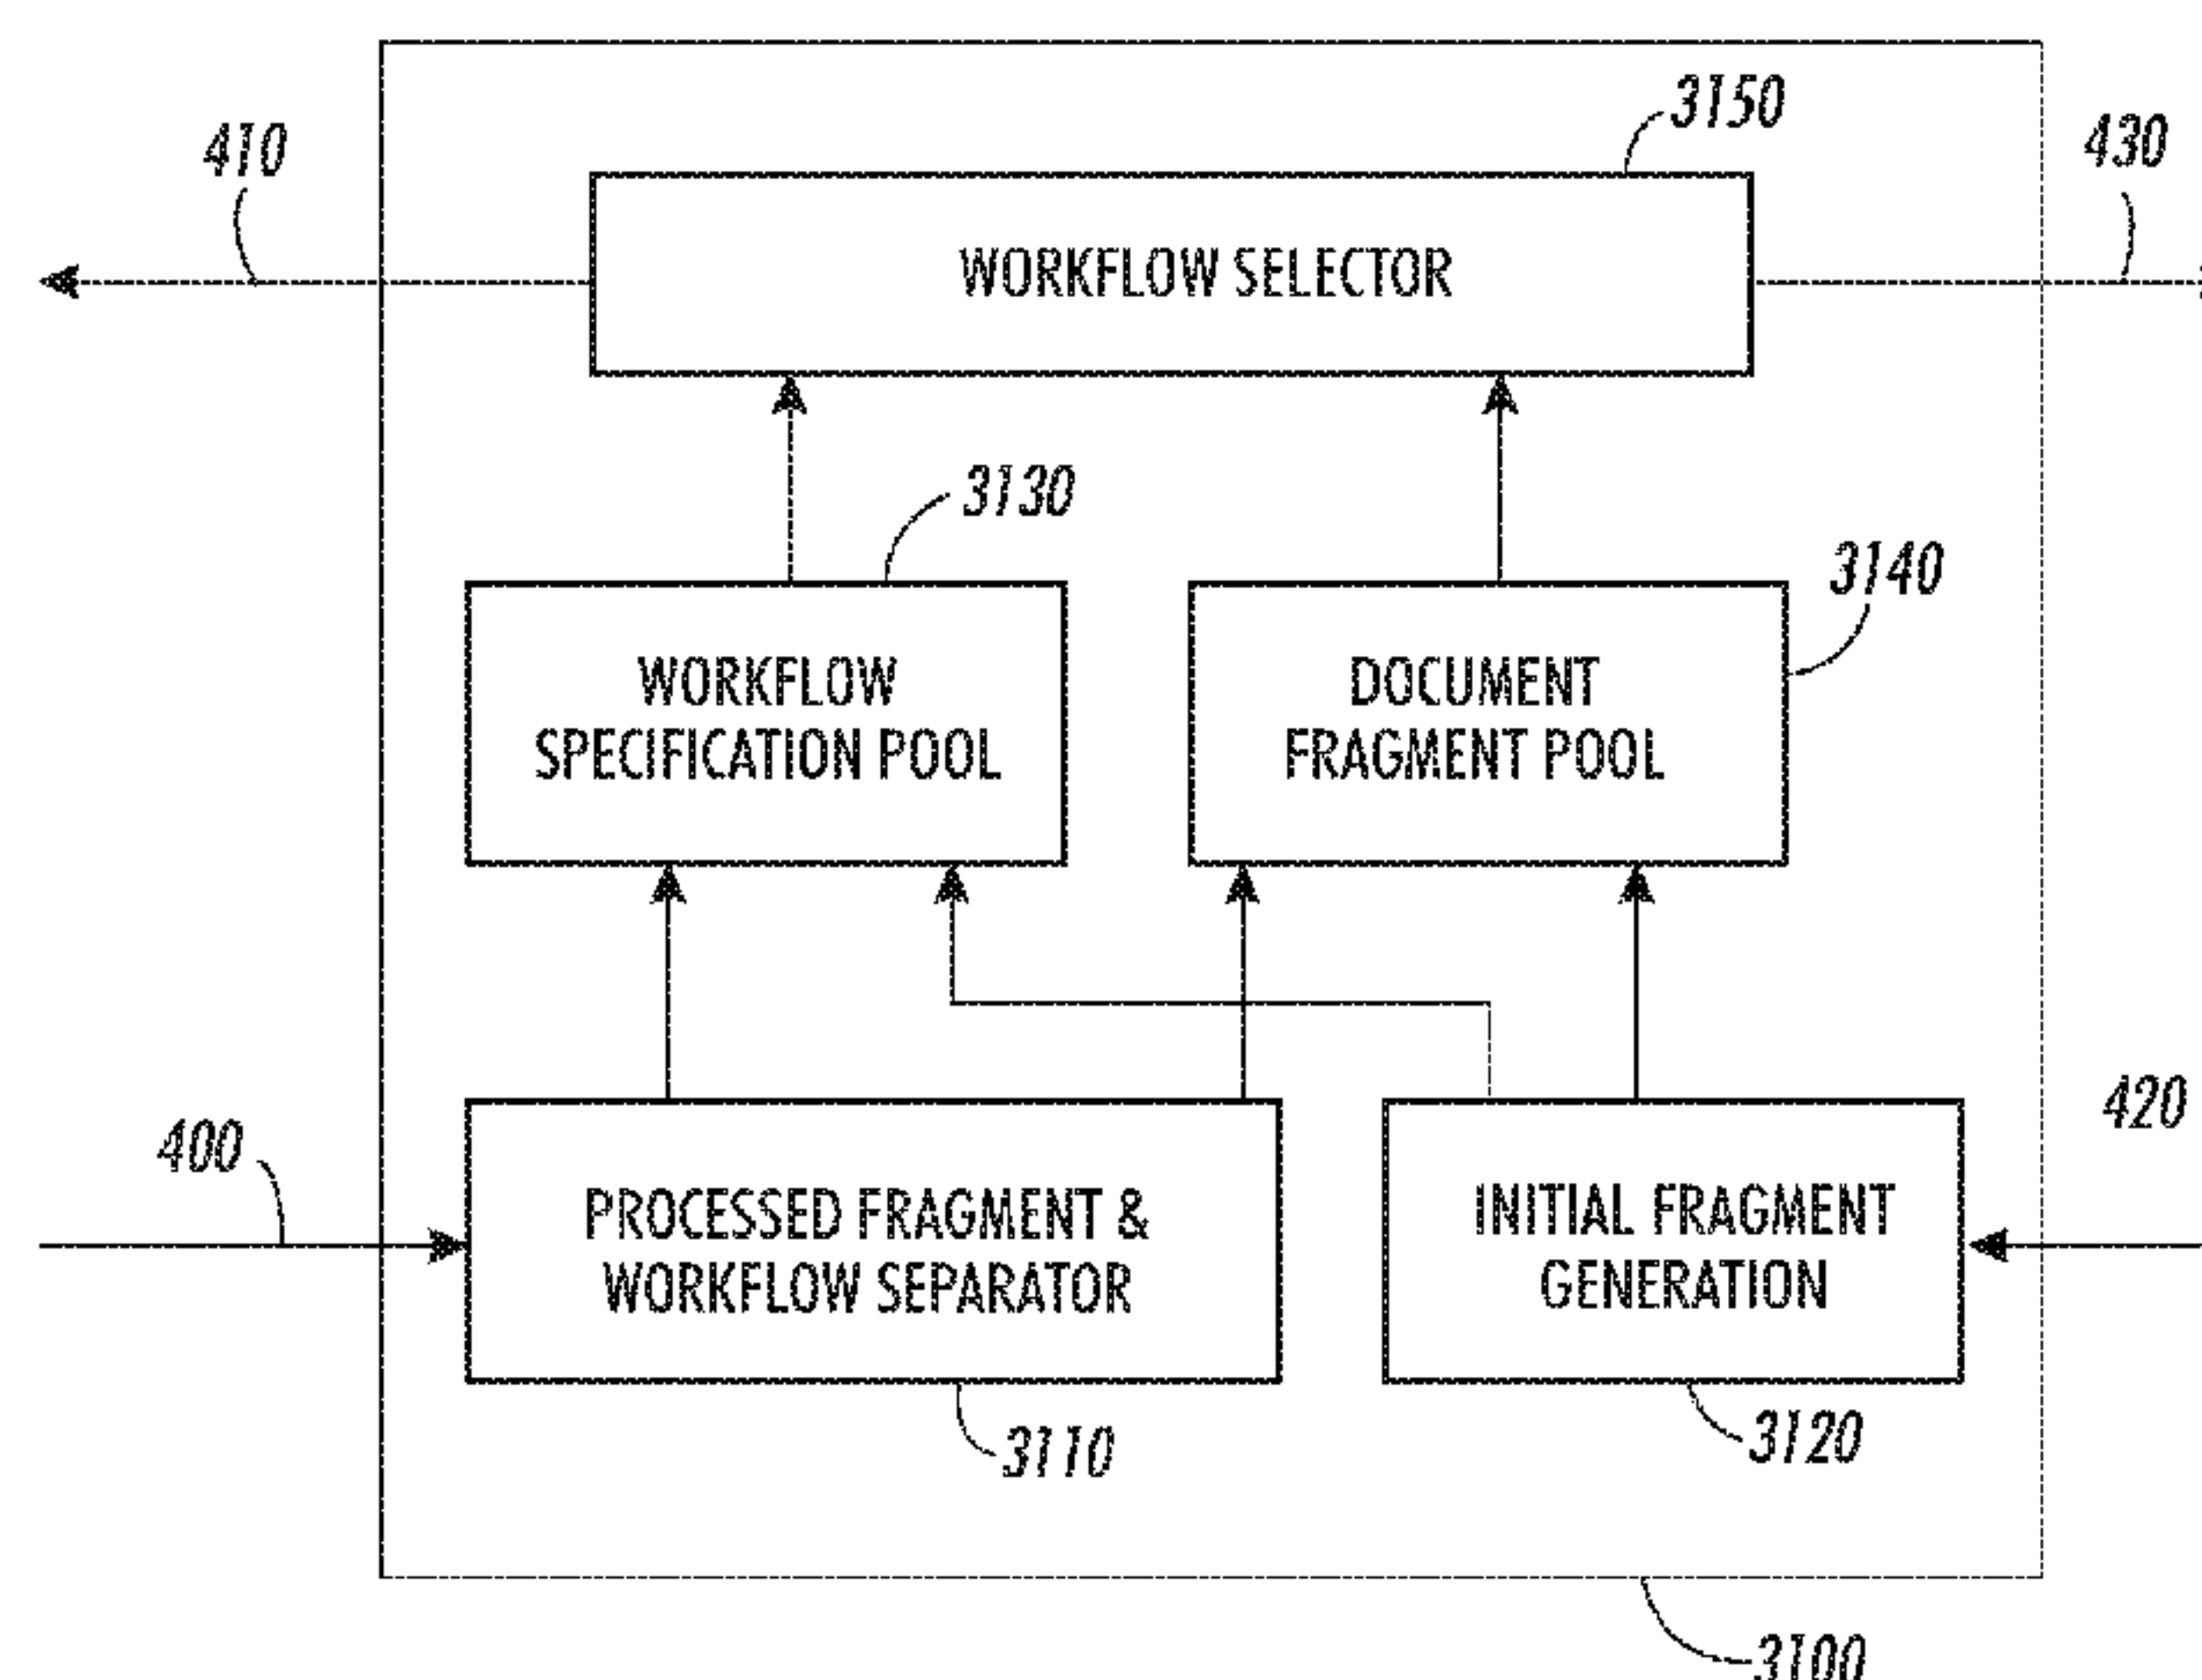 3150
410
430
WORKFLOW SELECTOR
3130
3140
WORKFLOW
SPECIFICATION POOL
DOCUMENT
FRAGMENT POOL
420
400
PROCESSED FRAGMENT &
WORKFLOW SEPARATOR
INITIAL FRAGMENT
GENERATION
3110
3120
3100